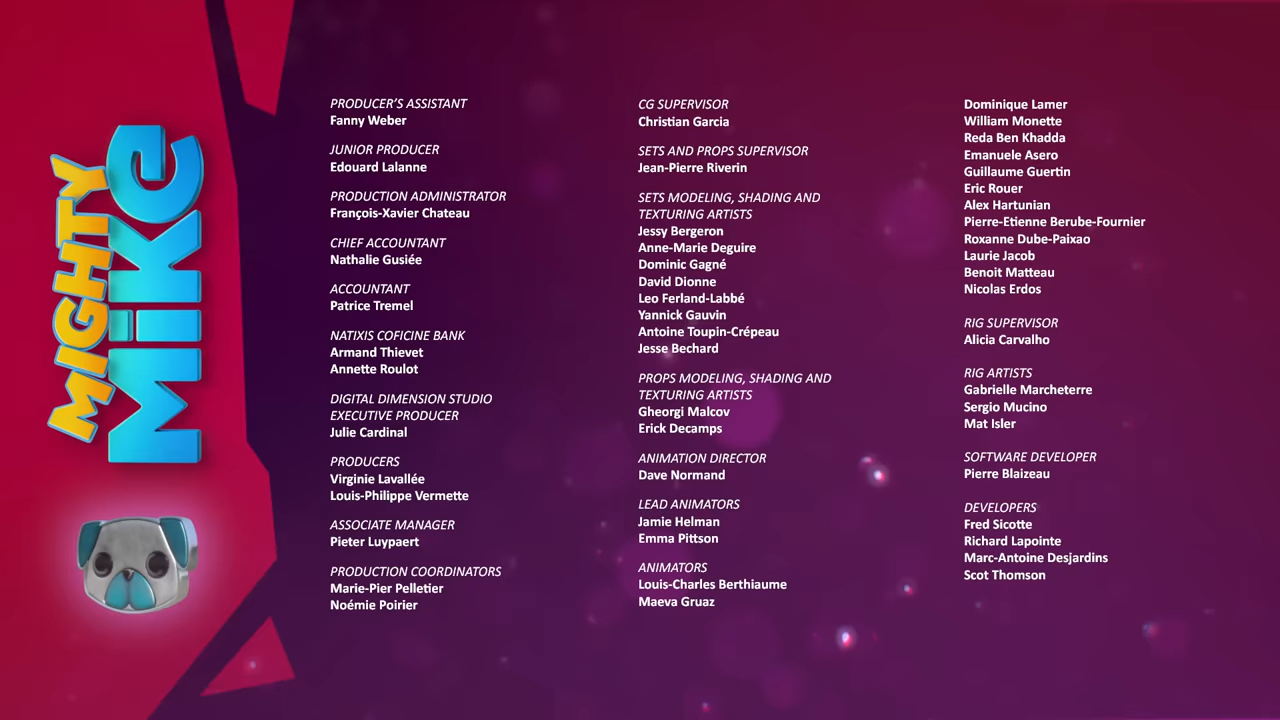 MIGHTY
MiKe
PRODUCER'S ASSISTANT
Fanny Weber
JUNIOR PRODUCER
Edouard Lalanne
PRODUCTION ADMINISTRATOR
François-Xavier Chateau
CHIEF ACCOUNTANT
Nathalie Gusiée
ACCOUNTANT
Patrice Tremel
NATIXIS COFICINE BANK
Armand Thievet
Annette Roulot
DIGITAL DIMENSION STUDIO
EXECUTIVE PRODUCER
Julie Cardinal
PRODUCERS
Virginie Lavallée
Louis-Philippe Vermette
ASSOCIATE MANAGER
Pieter Luypaert
PRODUCTION COORDINATORS
Marie-Pier Pelletier
Noémie Poirier
CG SUPERVISOR
Christian Garcia
SETS AND PROPS SUPERVISOR
Jean-Pierre Riverin
SETS MODELING, SHADING AND
TEXTURING ARTISTS
Jessy Bergeron
Anne-Marie Deguire
Dominic Gagné
David Dionne
Leo Ferland-Labbé
Yannick Gauvin
Antoine Toupin-Crépeau
Jesse Bechard
PROPS MODELING, SHADING AND
TEXTURING ARTISTS
Gheorgi Malcov
Erick Decamps
ANIMATION DIRECTOR
Dave Normand
LEAD ANIMATORS
Jamie Helman
Emma Pittson
ANIMATORS
Louis-Charles Berthiaume
Maeva Gruaz
Dominique Lamer
William Monette
Reda Ben Khadda
Emanuele Asero
Guillaume Guertin
Eric Rouer
Alex Hartunian
Pierre-Etienne Berube-Fournier
Roxanne Dube-Paixao
Laurie Jacob
Benoit Matteau
Nicolas Erdos
RIG SUPERVISOR
Alicia Carvalho
RIG ARTISTS
Gabrielle Marcheterre
Sergio Mucino
Mat Isler
SOFTWARE DEVELOPER
Pierre Blaizeau
DEVELOPERS
Fred Sicotte
Richard Lapointe
Marc-Antoine Desjardins
Scot Thomson